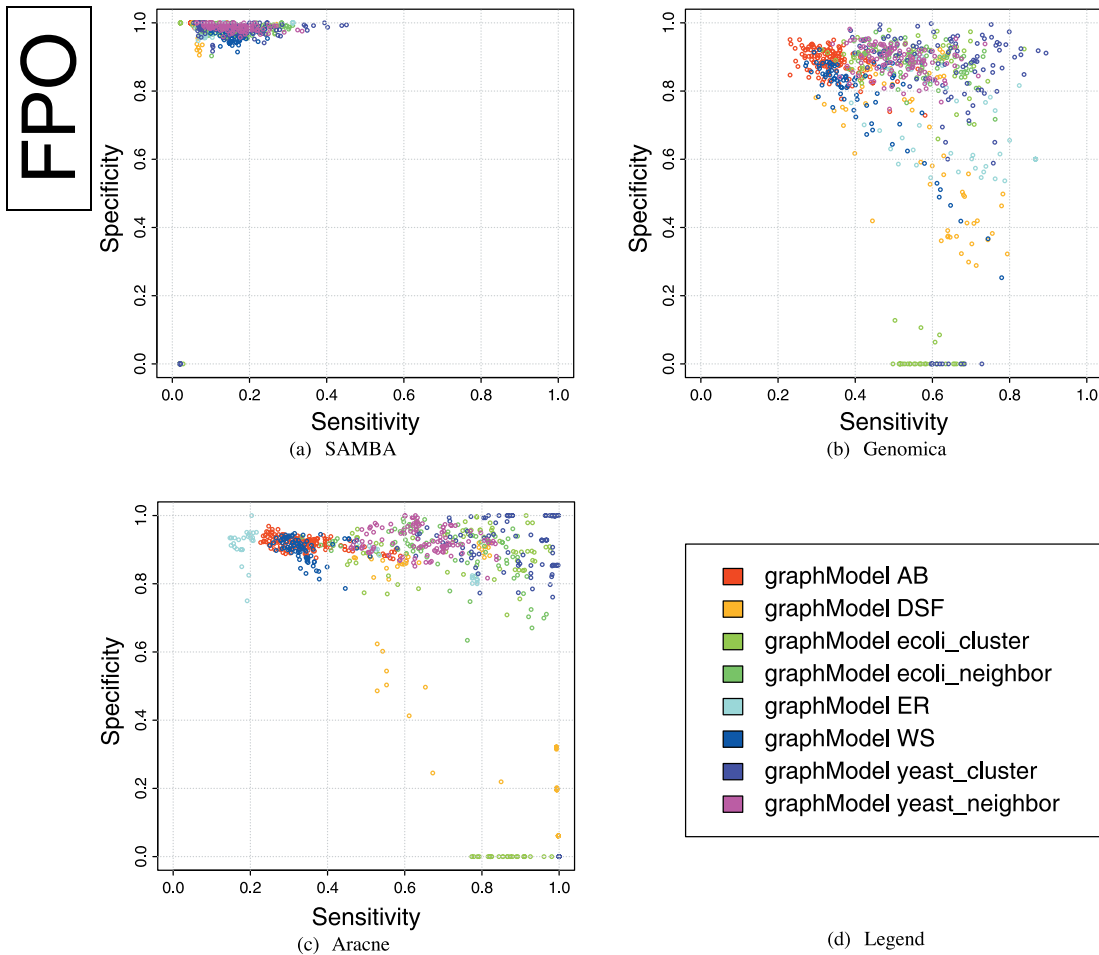 FPO
1.0
0.8
0.6
0.4
0.2
0.0
Specificity
0.0 0.2 0.4 0.6 0.8 1.0
Sensitivity
(a) SAMBA
1.0
0.8
0.6
0.4
0.2
0.0
Specificity
0.0 0.2 0.4 0.6 0.8 1.0
Sensitivity
(b) Genomica
1.0
0.8
0.6
0.4
0.2
0.0
Specificity
0.0 0.2 0.4 0.6 0.8 1.0
Sensitivity
(c) Aracne
graphModel AB
graphModel DSF
graphModel ecoli_cluster
graphModel ecoli_neighbor
graphModel ER
graphModel WS
graphModel yeast_cluster
graphModel yeast_neighbor
(d) Legend